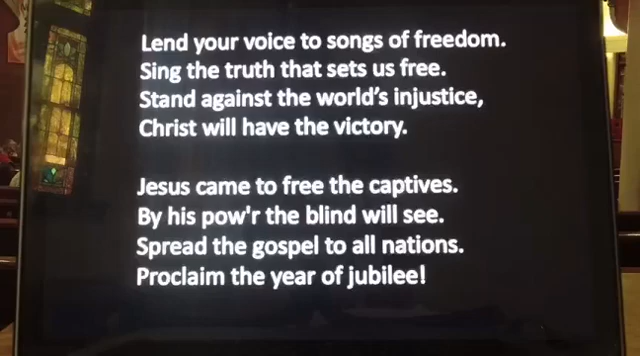 Lend your voice to songs of freedom.
Sing the truth that sets us free.
Stand against the world's injustice,
Christ will have the victory.
Jesus came to free the captives.
By his pow'r the blind will see.
Spread the gospel to all nations.
Proclaim the year of jubilee!